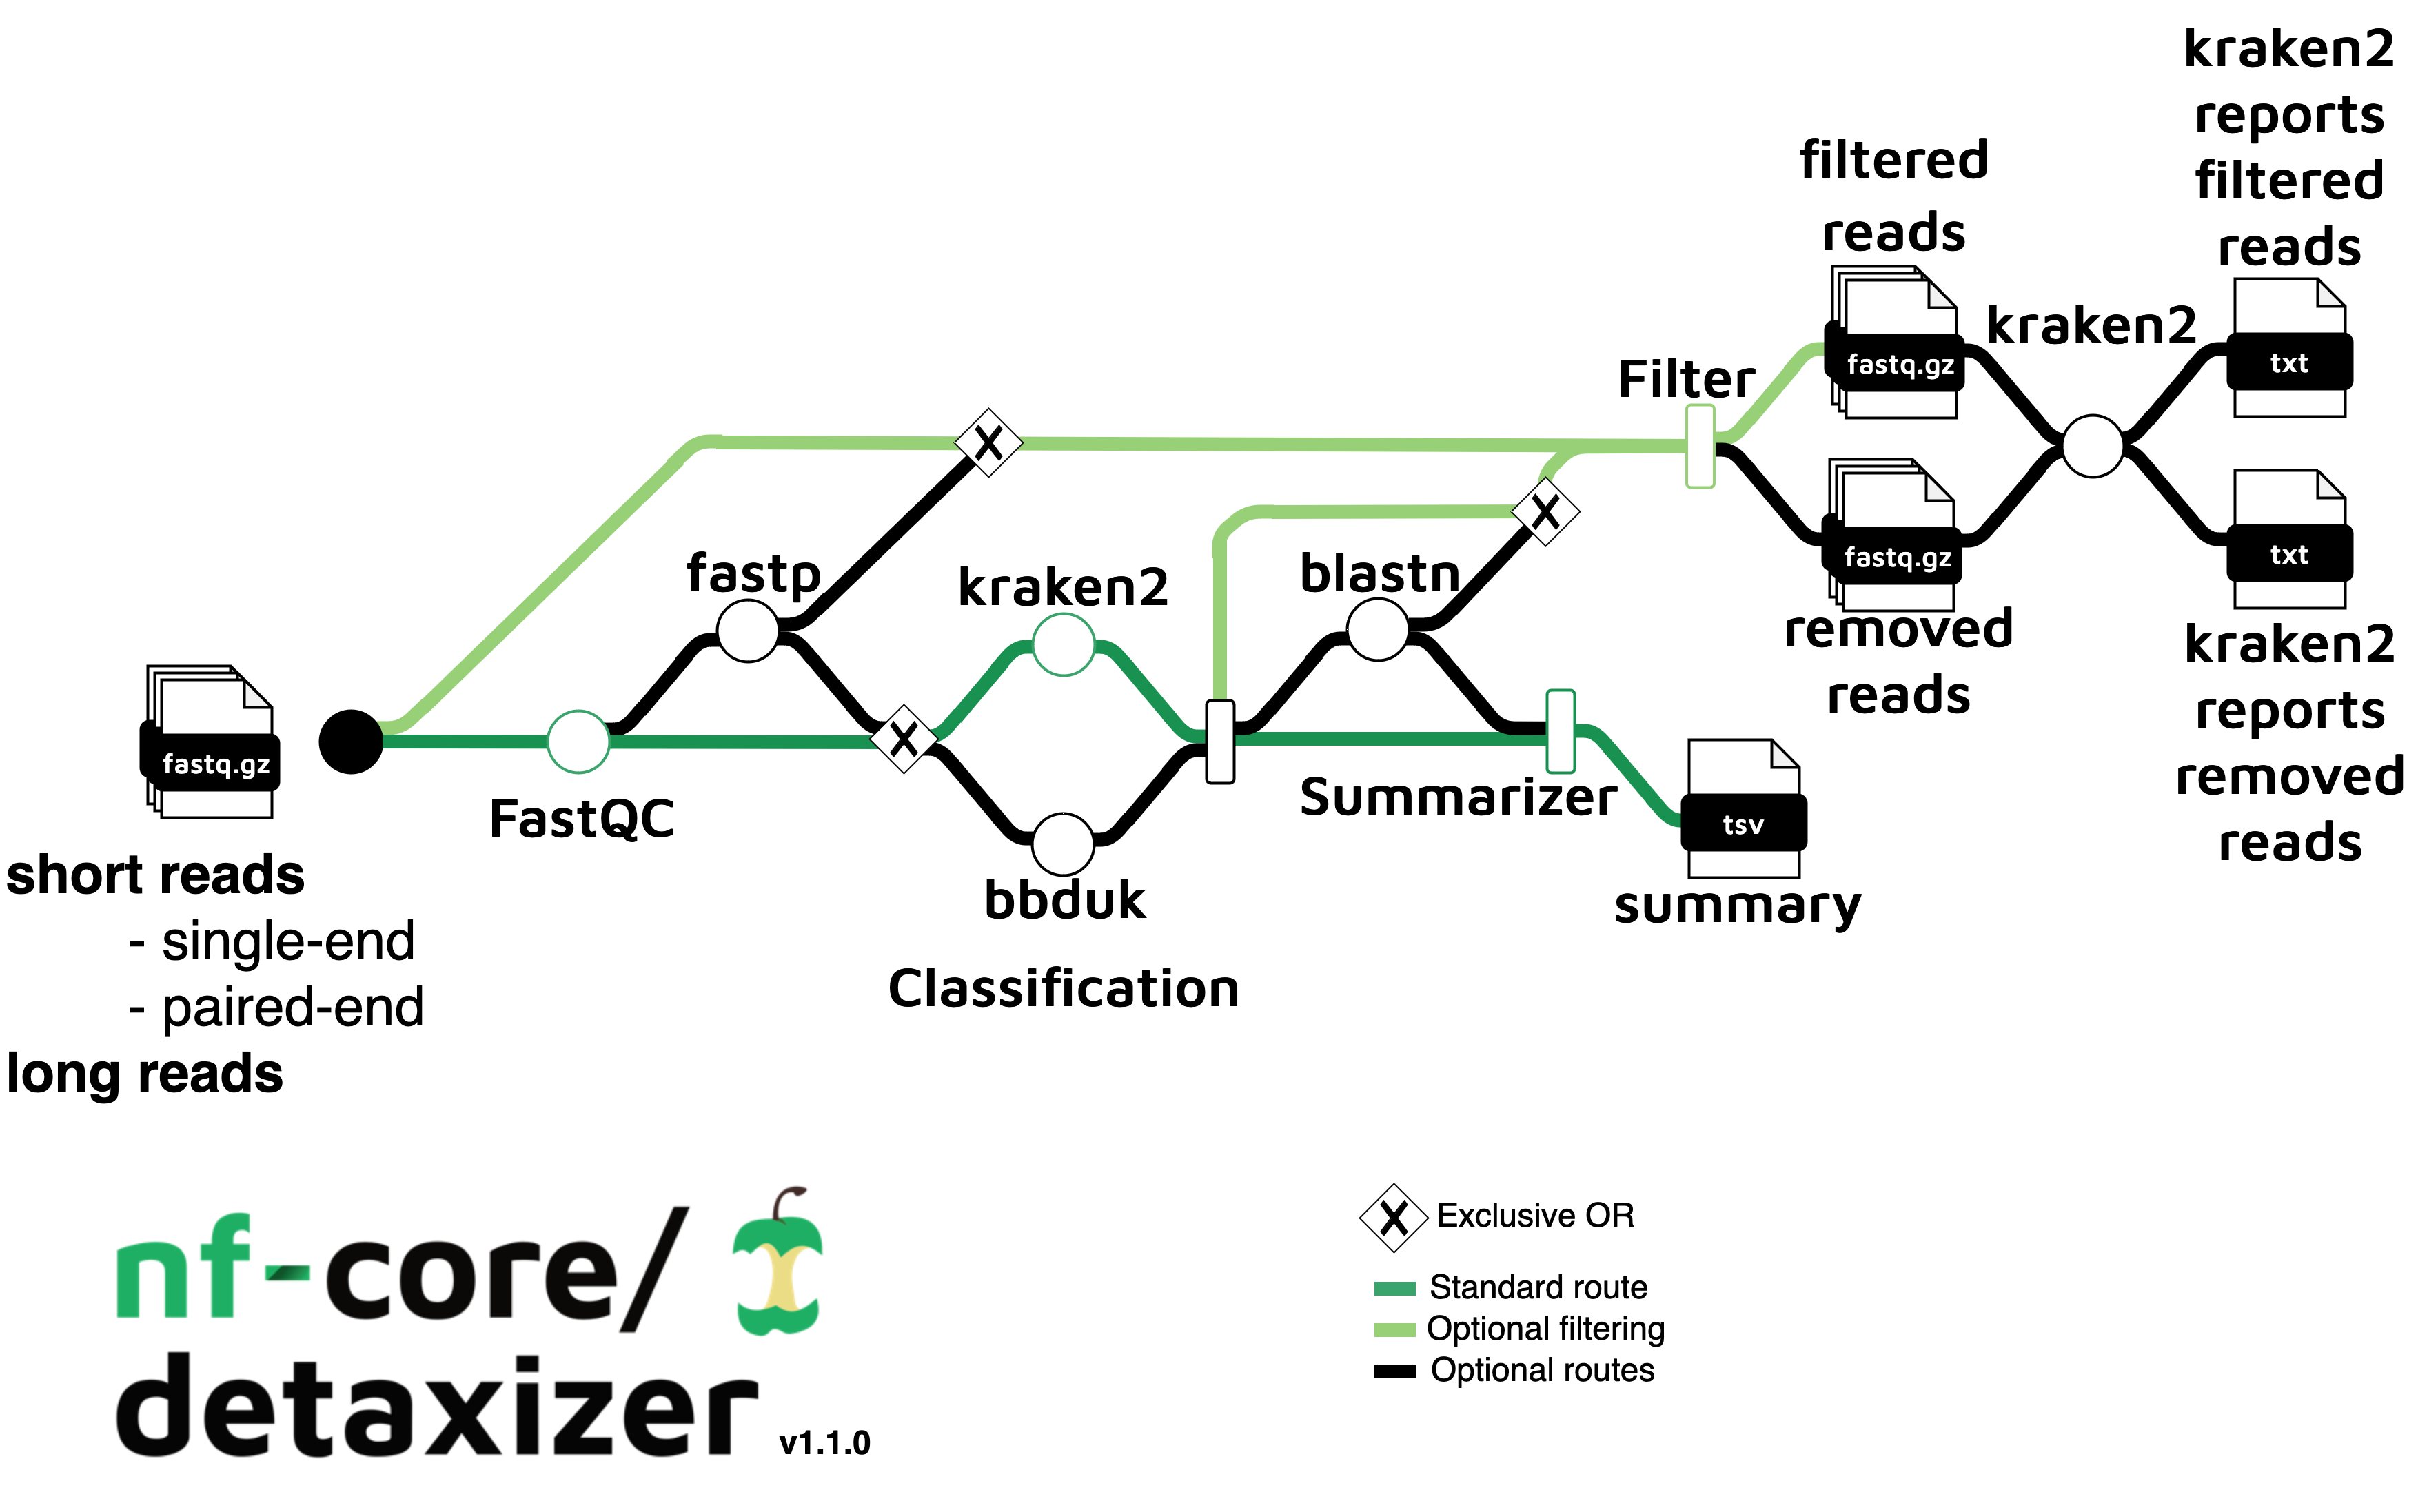 kraken2
reports
filtered
reads
filtered
reads
kraken2
Filter
fastq.gz
txt
X
X
fastp
kraken2
blastn
fastq.gz
txt
removed
reads
kraken2
reports
removed
reads
fastq.gz
X
FastQC
Summarizer
tsv
summary
bbduk
Classification
short reads
- single-end
- paired-end
long reads
nf-core/
detaxizer v1.1.0
X Exclusive OR
Standard route
Optional filtering
Optional routes